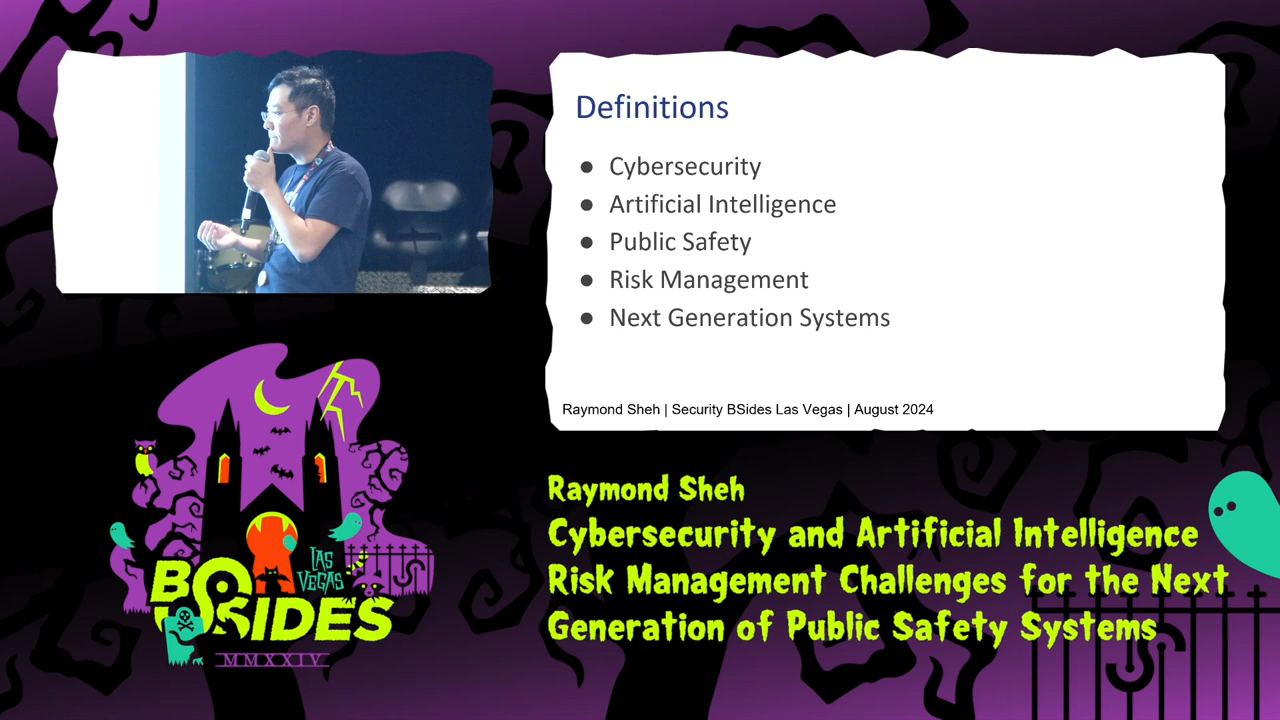 Definitions
● Cybersecurity
● Artificial Intelligence
● Public Safety
● Risk Management
● Next Generation Systems
Raymond Sheh | Security BSides Las Vegas | August 2024
LAS
VEGAS
BSIDES
MMXXIV
Raymond Sheh
Cybersecurity and Artificial Intelligence
Risk Management Challenges for the Next
Generation of Public Safety Systems